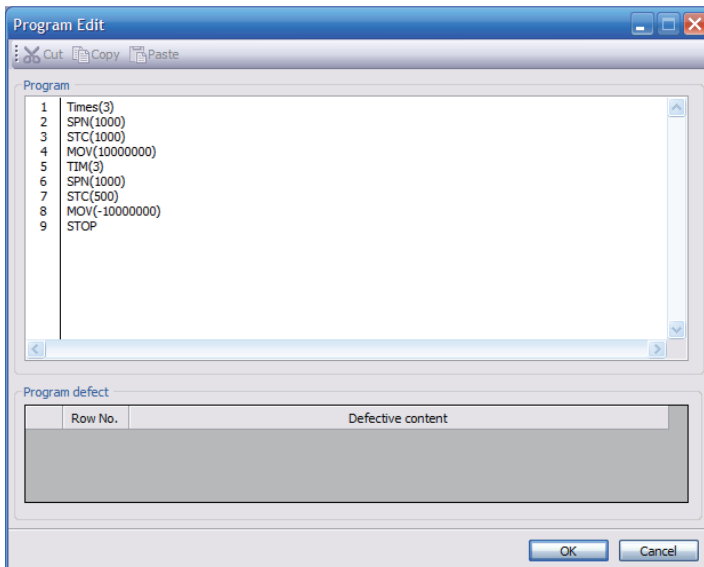 Program Edit
Cut Copy Paste
Program
1 Times(3)
2 SPN(1000)
3 STC(1000)
4 MOV(10000000)
5 TIM(3)
6 SPN(1000)
7 STC(500)
8 MOV(-10000000)
9 STOP
Program defect
Row No. Defective content
OK Cancel